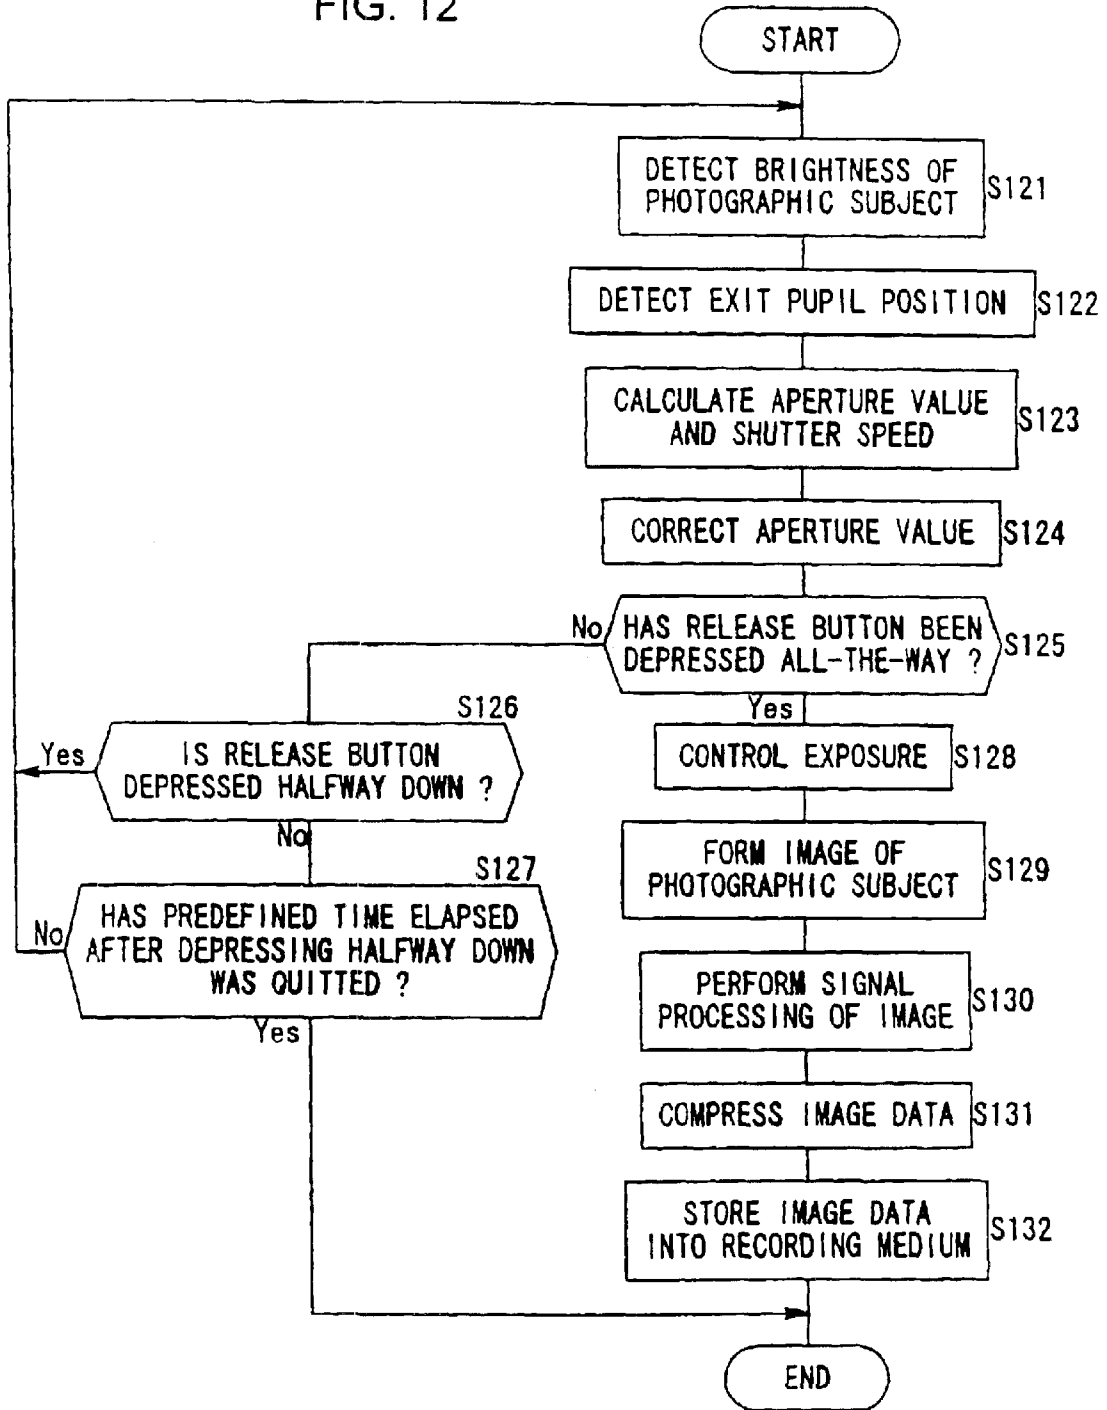 FIG. 12
START
DETECT BRIGHTNESS OF
PHOTOGRAPHIC SUBJECT
S121
DETECT EXIT PUPIL POSITION
S122
CALCULATE APERTURE VALUE
AND SHUTTER SPEED
S123
CORRECT APERTURE VALUE
S124
HAS RELEASE BUTTON BEEN
DEPRESSED ALL-THE-WAY ?
S125
No
Yes
S126
IS RELEASE BUTTON
DEPRESSED HALFWAY DOWN ?
Yes
No
S127
HAS PREDEFINED TIME ELAPSED
AFTER DEPRESSING HALFWAY DOWN
WAS QUITTED ?
No
Yes
CONTROL EXPOSURE
S128
FORM IMAGE OF
PHOTOGRAPHIC SUBJECT
S129
PERFORM SIGNAL
PROCESSING OF IMAGE
S130
COMPRESS IMAGE DATA
S131
STORE IMAGE DATA
INTO RECORDING MEDIUM
S132
END